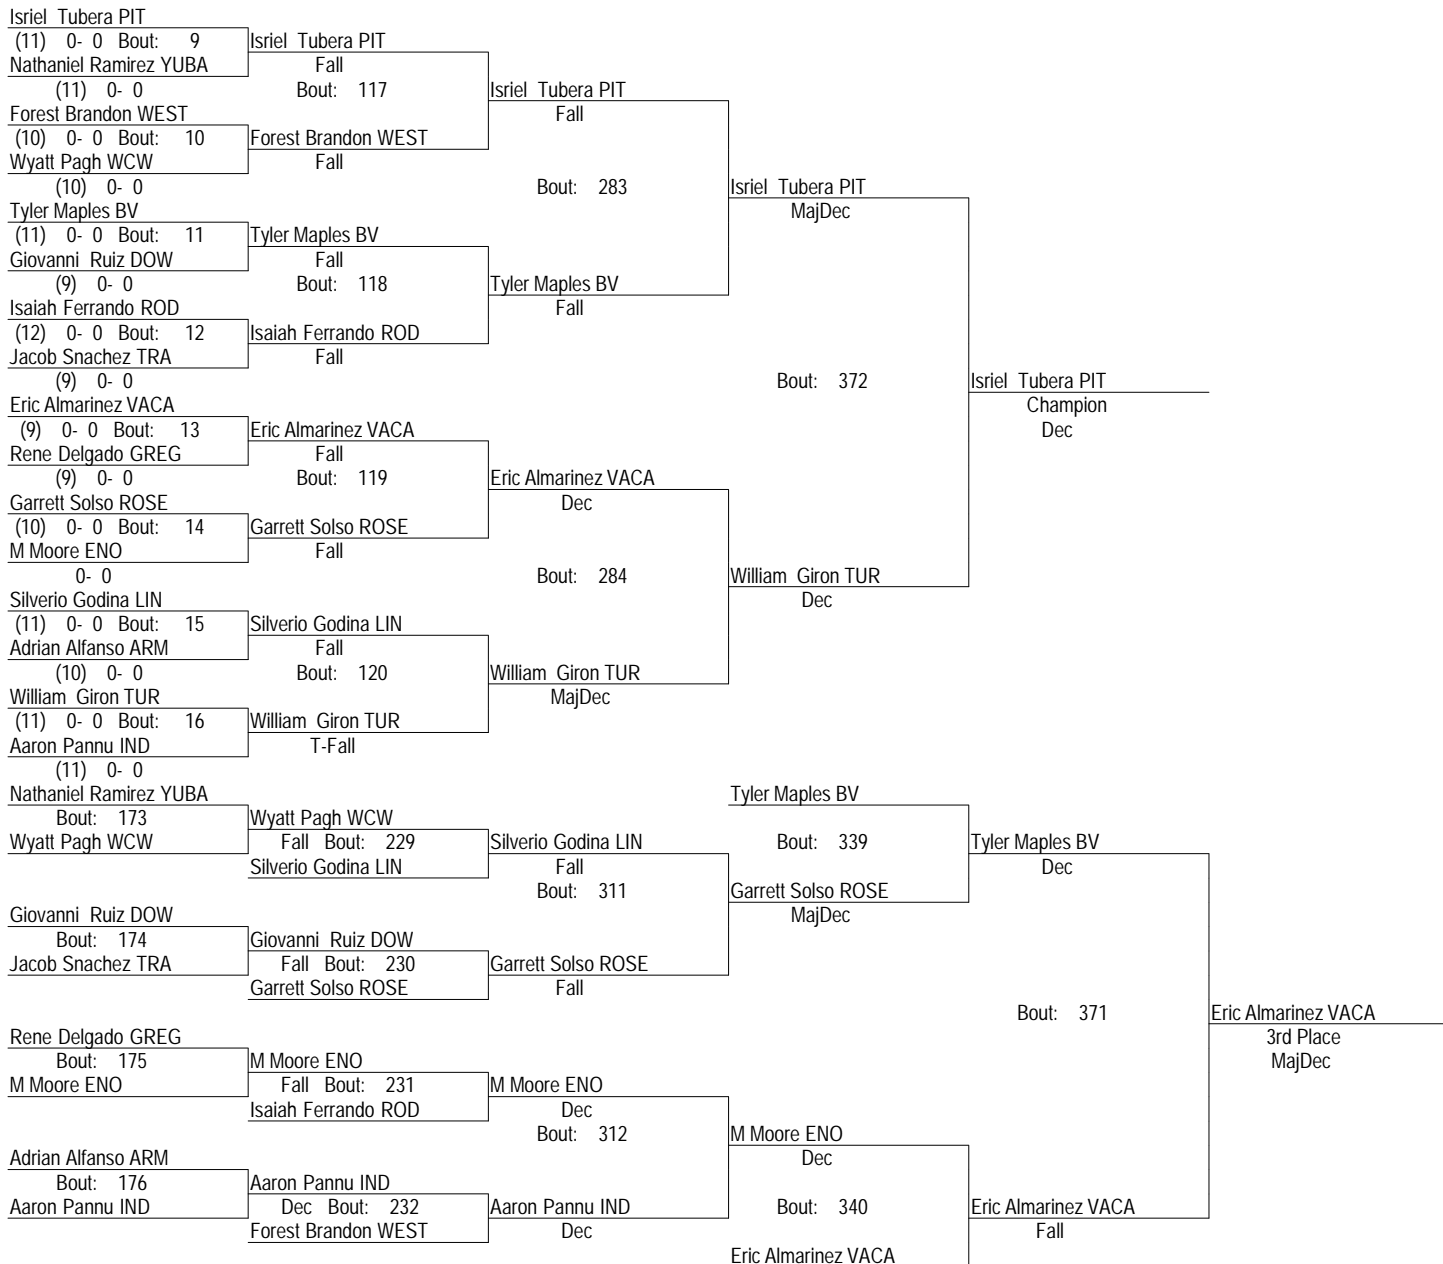 Isriel Tubera PIT
(11) 0- 0 Bout: 9 Isriel Tubera PIT
Nathaniel Ramirez YUBA Fall
(11) 0- 0 Bout: 117 Isriel Tubera PIT
Forest Brandon WEST Fall
(10) 0- 0 Bout: 10 Forest Brandon WEST
Wyatt Pagh WCW Fall
(10) 0- 0 Bout: 283 Isriel Tubera PIT
Tyler Maples BV MajDec
(11) 0- 0 Bout: 11 Tyler Maples BV
Giovanni Ruiz DOW Fall
(9) 0- 0 Bout: 118 Tyler Maples BV
Isaiah Ferrando ROD Fall
(12) 0- 0 Bout: 12 Isaiah Ferrando ROD
Jacob Snachez TRA Fall
(9) 0- 0 Bout: 372 Isriel Tubera PIT
Eric Almarinez VACA Champion
(9) 0- 0 Bout: 13 Eric Almarinez VACA Dec
Rene Delgado GREG Fall
(9) 0- 0 Bout: 119 Eric Almarinez VACA
Garrett Solso ROSE Dec
(10) 0- 0 Bout: 14 Garrett Solso ROSE
M Moore ENO Fall
0- 0 Bout: 284 William Giron TUR
Silverio Godina LIN Dec
(11) 0- 0 Bout: 15 Silverio Godina LIN
Adrian Alfanso ARM Fall
(10) 0- 0 Bout: 120 William Giron TUR
William Giron TUR MajDec
(11) 0- 0 Bout: 16 William Giron TUR
Aaron Pannu IND T-Fall
(11) 0- 0
Nathaniel Ramirez YUBA Tyler Maples BV
Bout: 173 Wyatt Pagh WCW
Wyatt Pagh WCW Fall Bout: 229 Silverio Godina LIN Bout: 339 Tyler Maples BV
Silverio Godina LIN Fall Dec
Bout: 311 Garrett Solso ROSE
Giovanni Ruiz DOW MajDec
Bout: 174 Giovanni Ruiz DOW
Jacob Snachez TRA Fall Bout: 230 Garrett Solso ROSE
Garrett Solso ROSE Fall
Bout: 371 Eric Almarinez VACA
Rene Delgado GREG 3rd Place
Bout: 175 M Moore ENO MajDec
M Moore ENO Fall Bout: 231 M Moore ENO
Isaiah Ferrando ROD Dec
Bout: 312 M Moore ENO
Adrian Alfanso ARM Dec
Bout: 176 Aaron Pannu IND
Aaron Pannu IND Dec Bout: 232 Aaron Pannu IND Bout: 340 Eric Almarinez VACA
Forest Brandon WEST Dec Fall
Eric Almarinez VACA